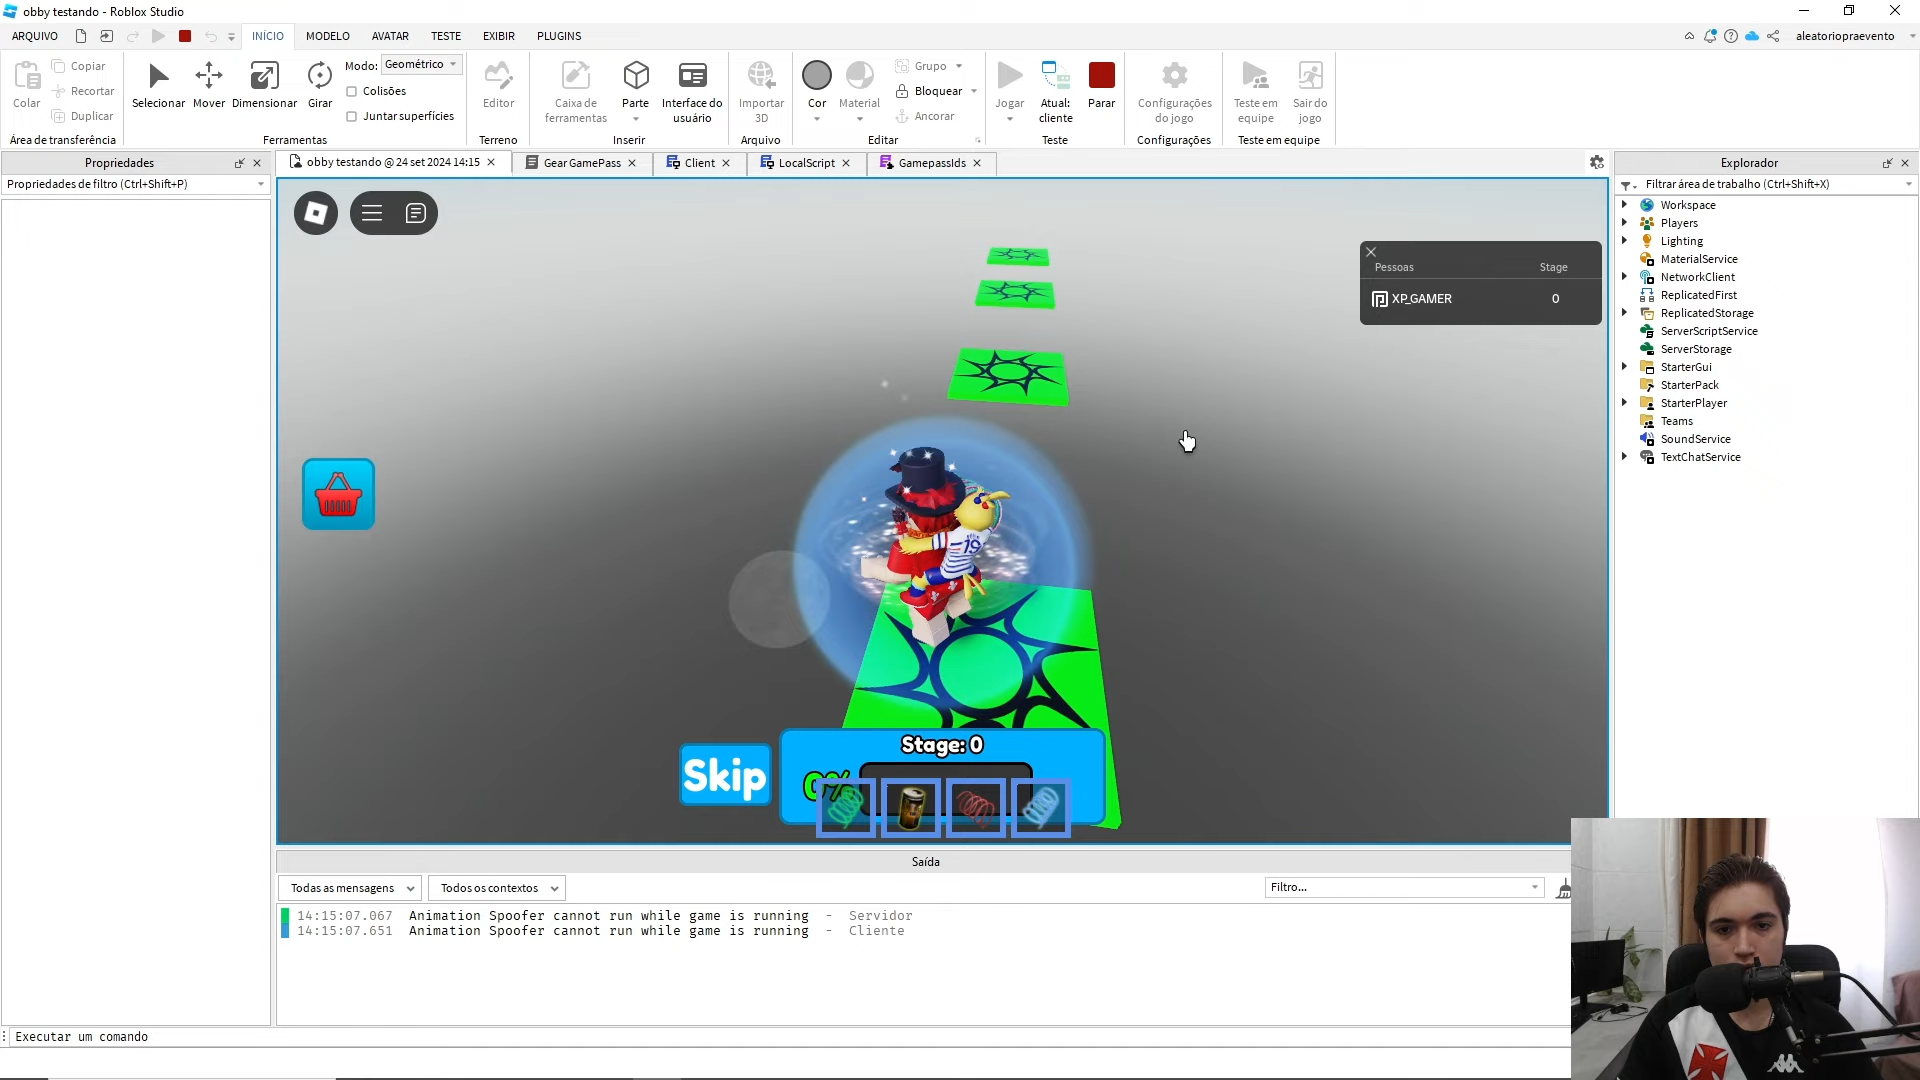 obby testando - Roblox Studio
ARQUIVO
INÍCIO
MODELO
AVATAR
TESTE
EXIBIR
PLUGINS
aleatoriopraevento
Colar
Copiar
Recortar
Duplicar
Área de transferência
Selecionar
Mover
Dimensionar
Girar
Modo:
Geométrico
Colisões
Juntar superfícies
Ferramentas
Editor
Terreno
Caixa de
ferramentas
Parte
Interface do
usuário
Inserir
Importar
3D
Arquivo
Cor
Material
Grupo
Bloquear
Ancorar
Editar
Jogar
Atual:
cliente
Parar
Teste
Configurações
do jogo
Configurações
Teste em
equipe
Sair do
jogo
Teste em equipe
Propriedades
Propriedades de filtro (Ctrl+Shift+P)
obby testando @ 24 set 2024 14:15
Gear GamePass
Client
LocalScript
GamepassIds
Explorador
Filtrar área de trabalho (Ctrl+Shift+X)
Workspace
Players
Lighting
MaterialService
NetworkClient
ReplicatedFirst
ReplicatedStorage
ServerScriptService
ServerStorage
StarterGui
StarterPack
StarterPlayer
Teams
SoundService
TextChatService
Pessoas
Stage
XP_GAMER
0
19
Stage: 0
Skip
0%
Saída
Todas as mensagens
Todos os contextos
Filtro...
14:15:07.067 Animation Spoofer cannot run while game is running - Servidor
14:15:07.651 Animation Spoofer cannot run while game is running - Cliente
Executar um comando